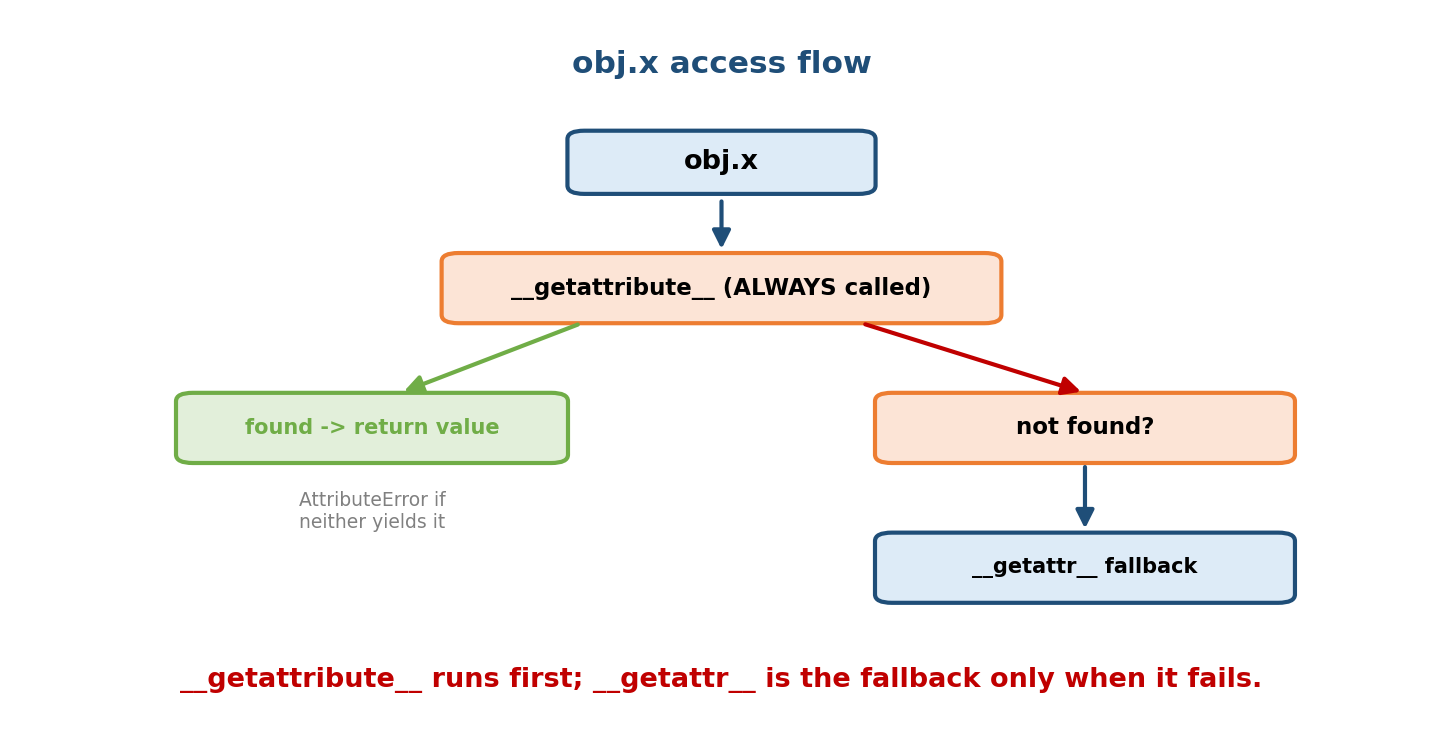 obj.x access flow
obj.x
__getattribute__ (ALWAYS called)
found -> return value
not found?
AttributeError if
neither yields it
__getattr__ fallback
__getattribute__ runs first; __getattr__ is the fallback only when it fails.